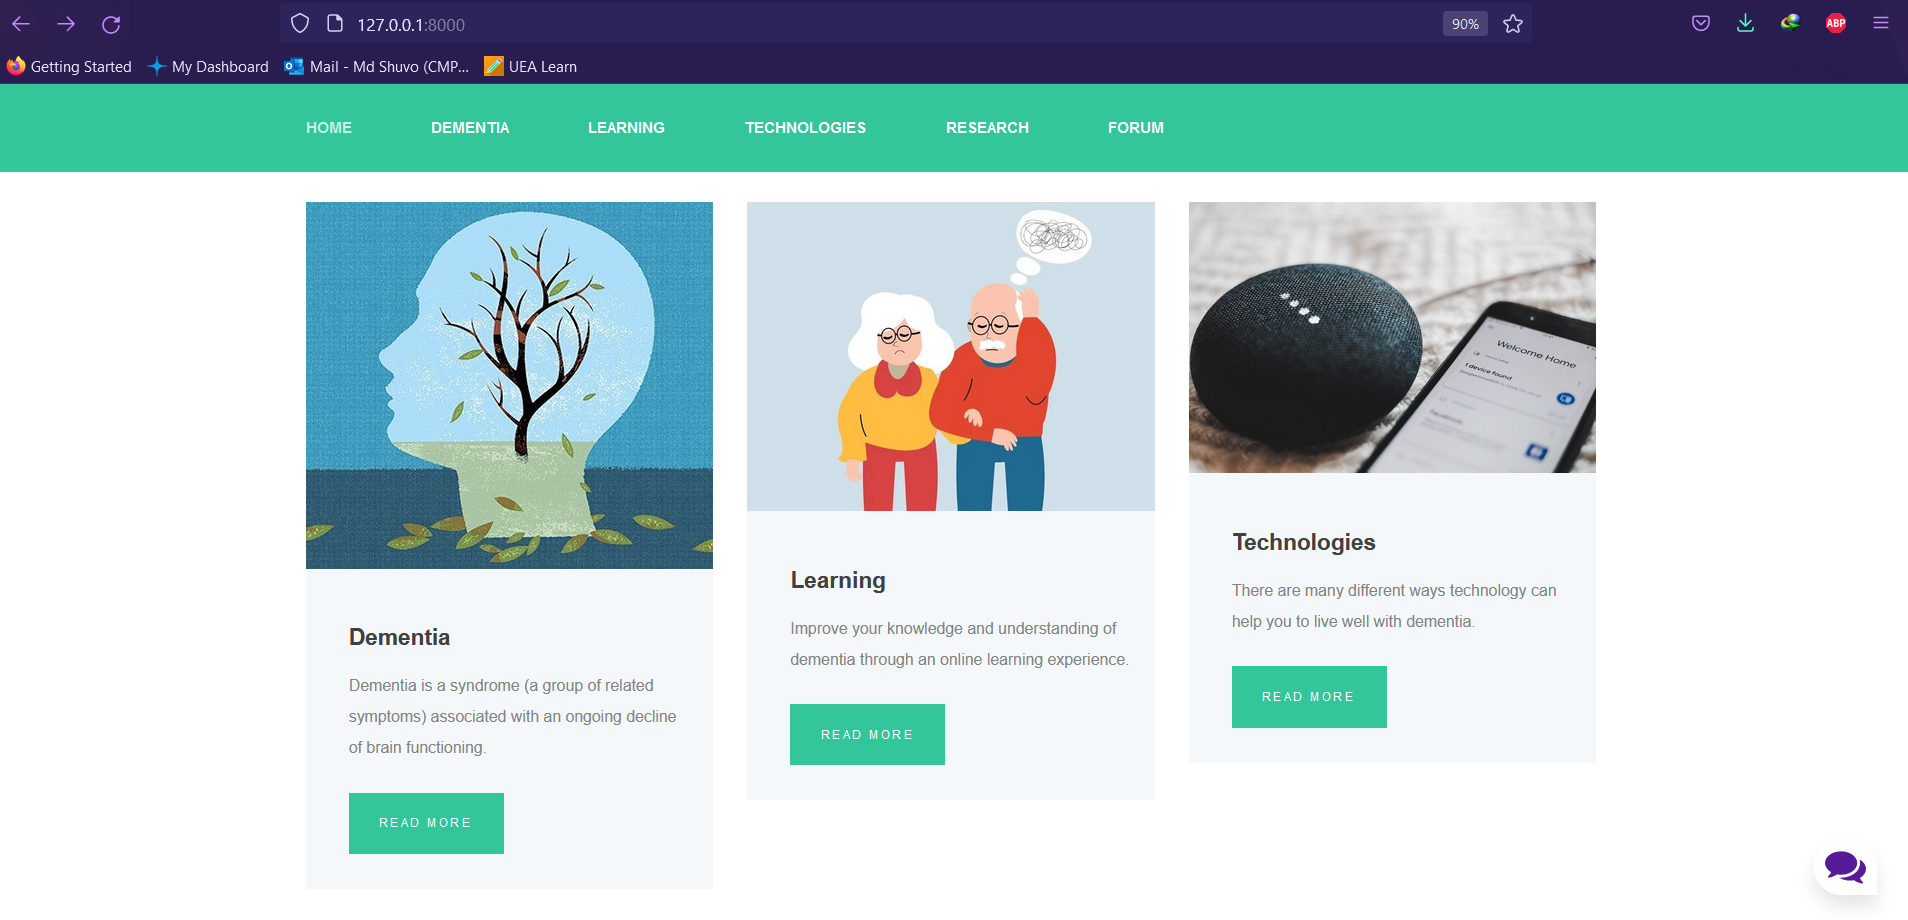 127.0.0.1:8000
90%
ABP
Getting Started
My Dashboard
Mail - Md Shuvo (CMP...
UEA Learn
HOME
DEMENTIA
LEARNING
TECHNOLOGIES
RESEARCH
FORUM
Dementia
Dementia is a syndrome (a group of related
symptoms) associated with an ongoing decline
of brain functioning.
READ MORE
Learning
Improve your knowledge and understanding of
dementia through an online learning experience.
READ MORE
Welcome Home
1 device found
Technologies
There are many different ways technology can
help you to live well with dementia.
READ MORE